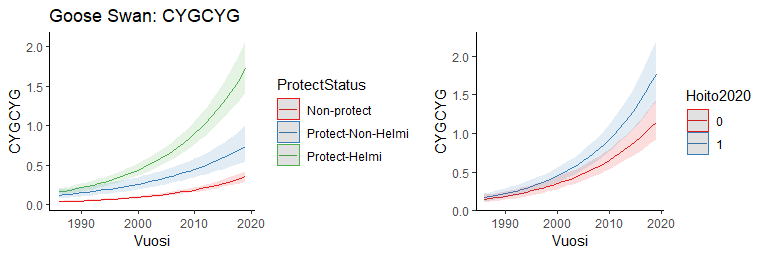 Goose Swan: CYGCYG
CYGCYG
2.0
1.5
1.0
0.5
0.0
1990 2000 2010 2020
Vuosi
ProtectStatus
Non-protect
Protect-Non-Helmi
Protect-Helmi
CYGCYG
2.0
1.5
1.0
0.5
0.0
1990 2000 2010 2020
Vuosi
Hoito2020
0
1